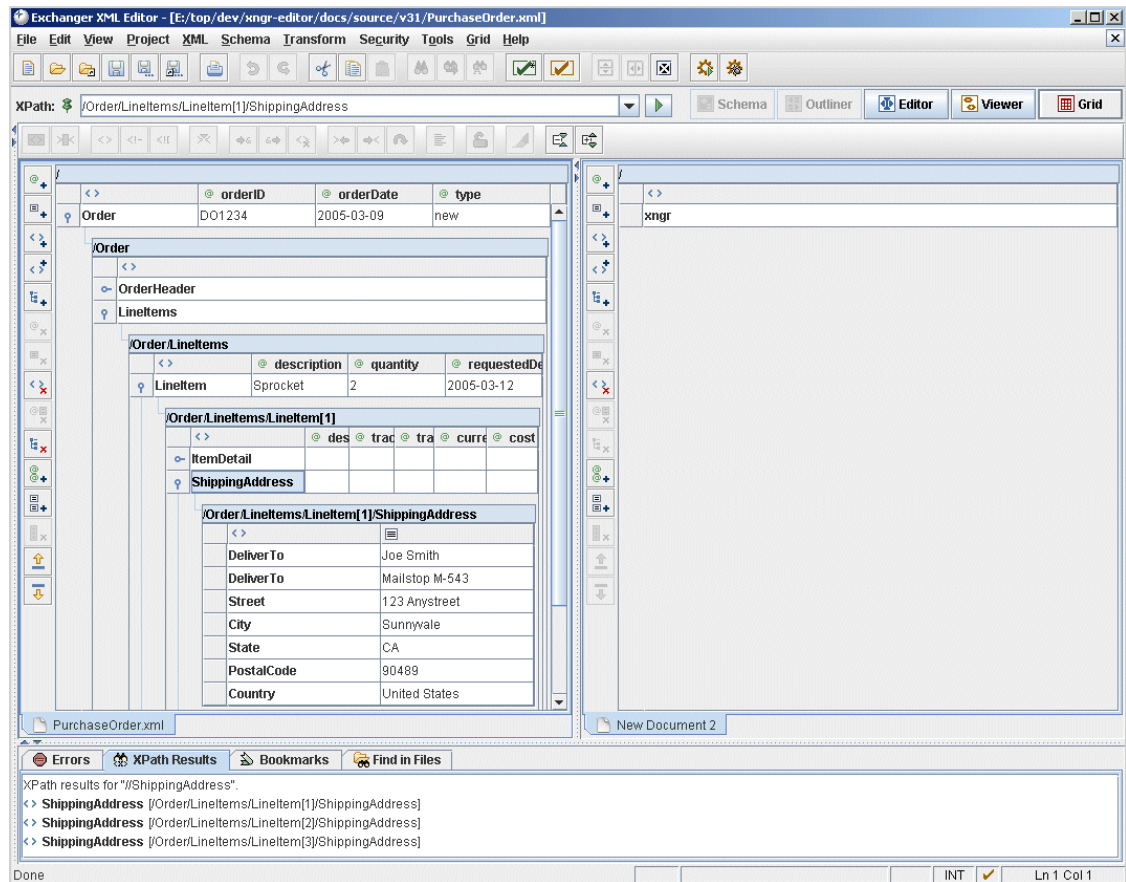 Exchanger XML Editor - [E:/top/dev/xngr-editor/docs/source/v31/PurchaseOrder.xml]
File Edit View Project XML Schema Transform Security Tools Grid Help
XPath: /Order/LineItems/LineItem[1]/ShippingAddress
Schema Outliner Editor Viewer Grid
/
<> @ orderID @ orderDate @ type
Order DO1234 2005-03-09 new
/Order
<>
OrderHeader
LineItems
/Order/LineItems
<> @ description @ quantity @ requestedDe
LineItem Sprocket 2 2005-03-12
/Order/LineItems/LineItem[1]
<> @ des @ trac @ tra @ curre @ cost
ItemDetail
ShippingAddress
/Order/LineItems/LineItem[1]/ShippingAddress
<>
DeliverTo Joe Smith
DeliverTo Mailstop M-543
Street 123 Anystreet
City Sunnyvale
State CA
PostalCode 90489
Country United States
PurchaseOrder.xml
/
<>
xngr
New Document 2
Errors XPath Results Bookmarks Find in Files
XPath results for "//ShippingAddress".
<> ShippingAddress [/Order/LineItems/LineItem[1]/ShippingAddress]
<> ShippingAddress [/Order/LineItems/LineItem[2]/ShippingAddress]
<> ShippingAddress [/Order/LineItems/LineItem[3]/ShippingAddress]
Done INT Ln 1 Col 1